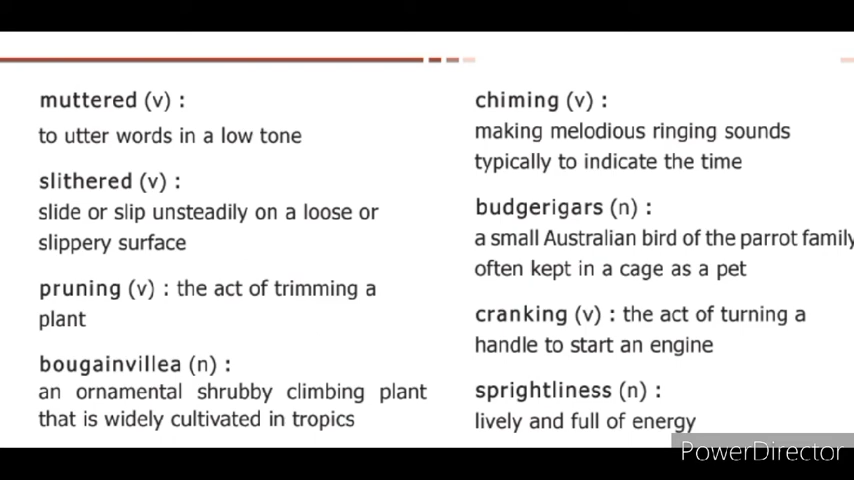 muttered (v) :
to utter words in a low tone
slithered (v) :
slide or slip unsteadily on a loose or
slippery surface
pruning (v) : the act of trimming a
plant
bougainvillea (n) :
an ornamental shrubby climbing plant
that is widely cultivated in tropics
chiming (v) :
making melodious ringing sounds
typically to indicate the time
budgerigars (n) :
a small Australian bird of the parrot family
often kept in a cage as a pet
cranking (v) : the act of turning a
handle to start an engine
sprightliness (n) :
lively and full of energy
PowerDirector